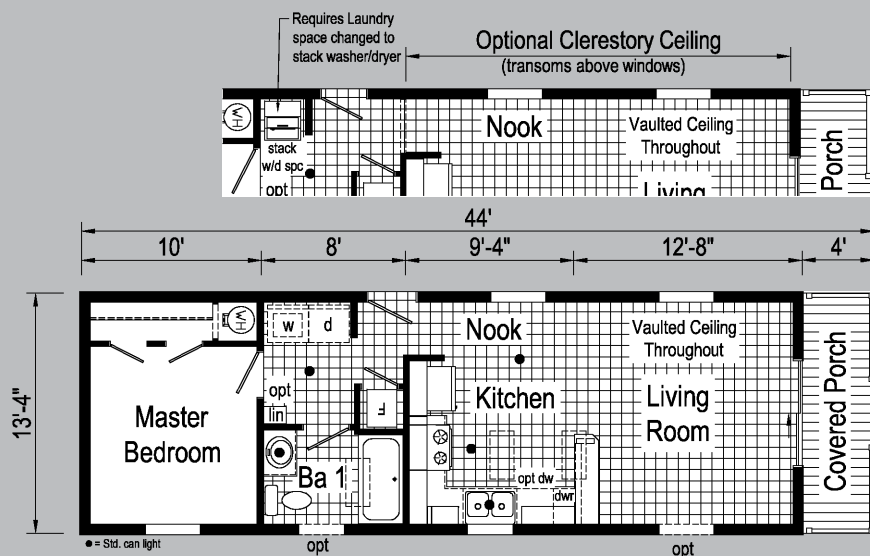 Requires Laundry
space changed to
stack washer/dryer
Optional Clerestory Ceiling
(transoms above windows)
WH
stack
w/d spc
opt
Nook
Vaulted Ceiling
Throughout
Living
Porch
44'
10'
8'
9'-4"
12'-8"
4'
13'-4"
WH
w
d
Nook
Vaulted Ceiling
Throughout
opt
lin
F
Kitchen
Living
Room
Master
Bedroom
Covered Porch
Ba 1
opt dw
dwr
= Std. can light
opt
opt